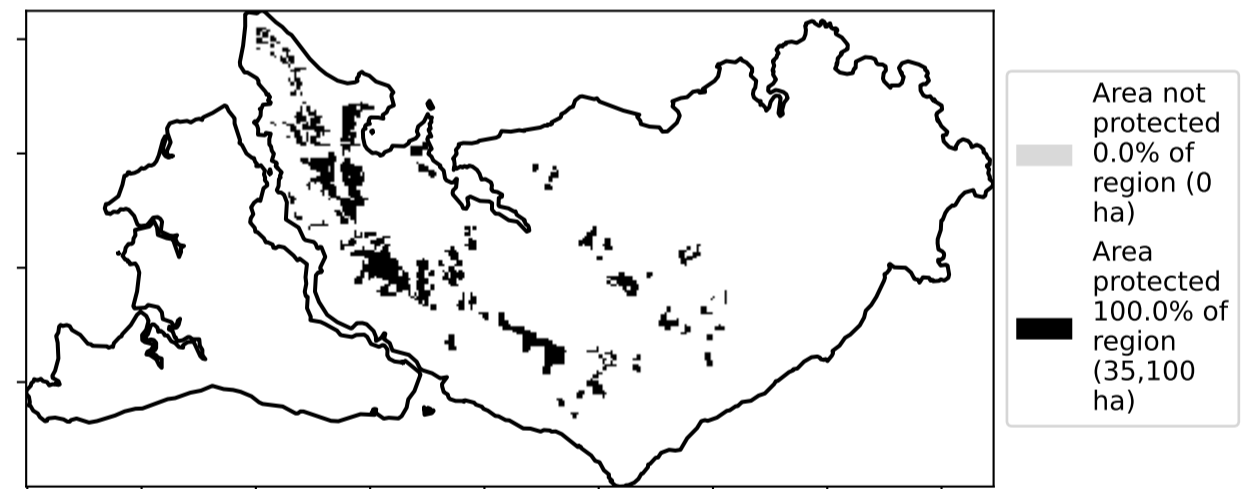 Area not
protected
0.0% of
region (0
ha)
Area
protected
100.0% of
region
(35,100
ha)